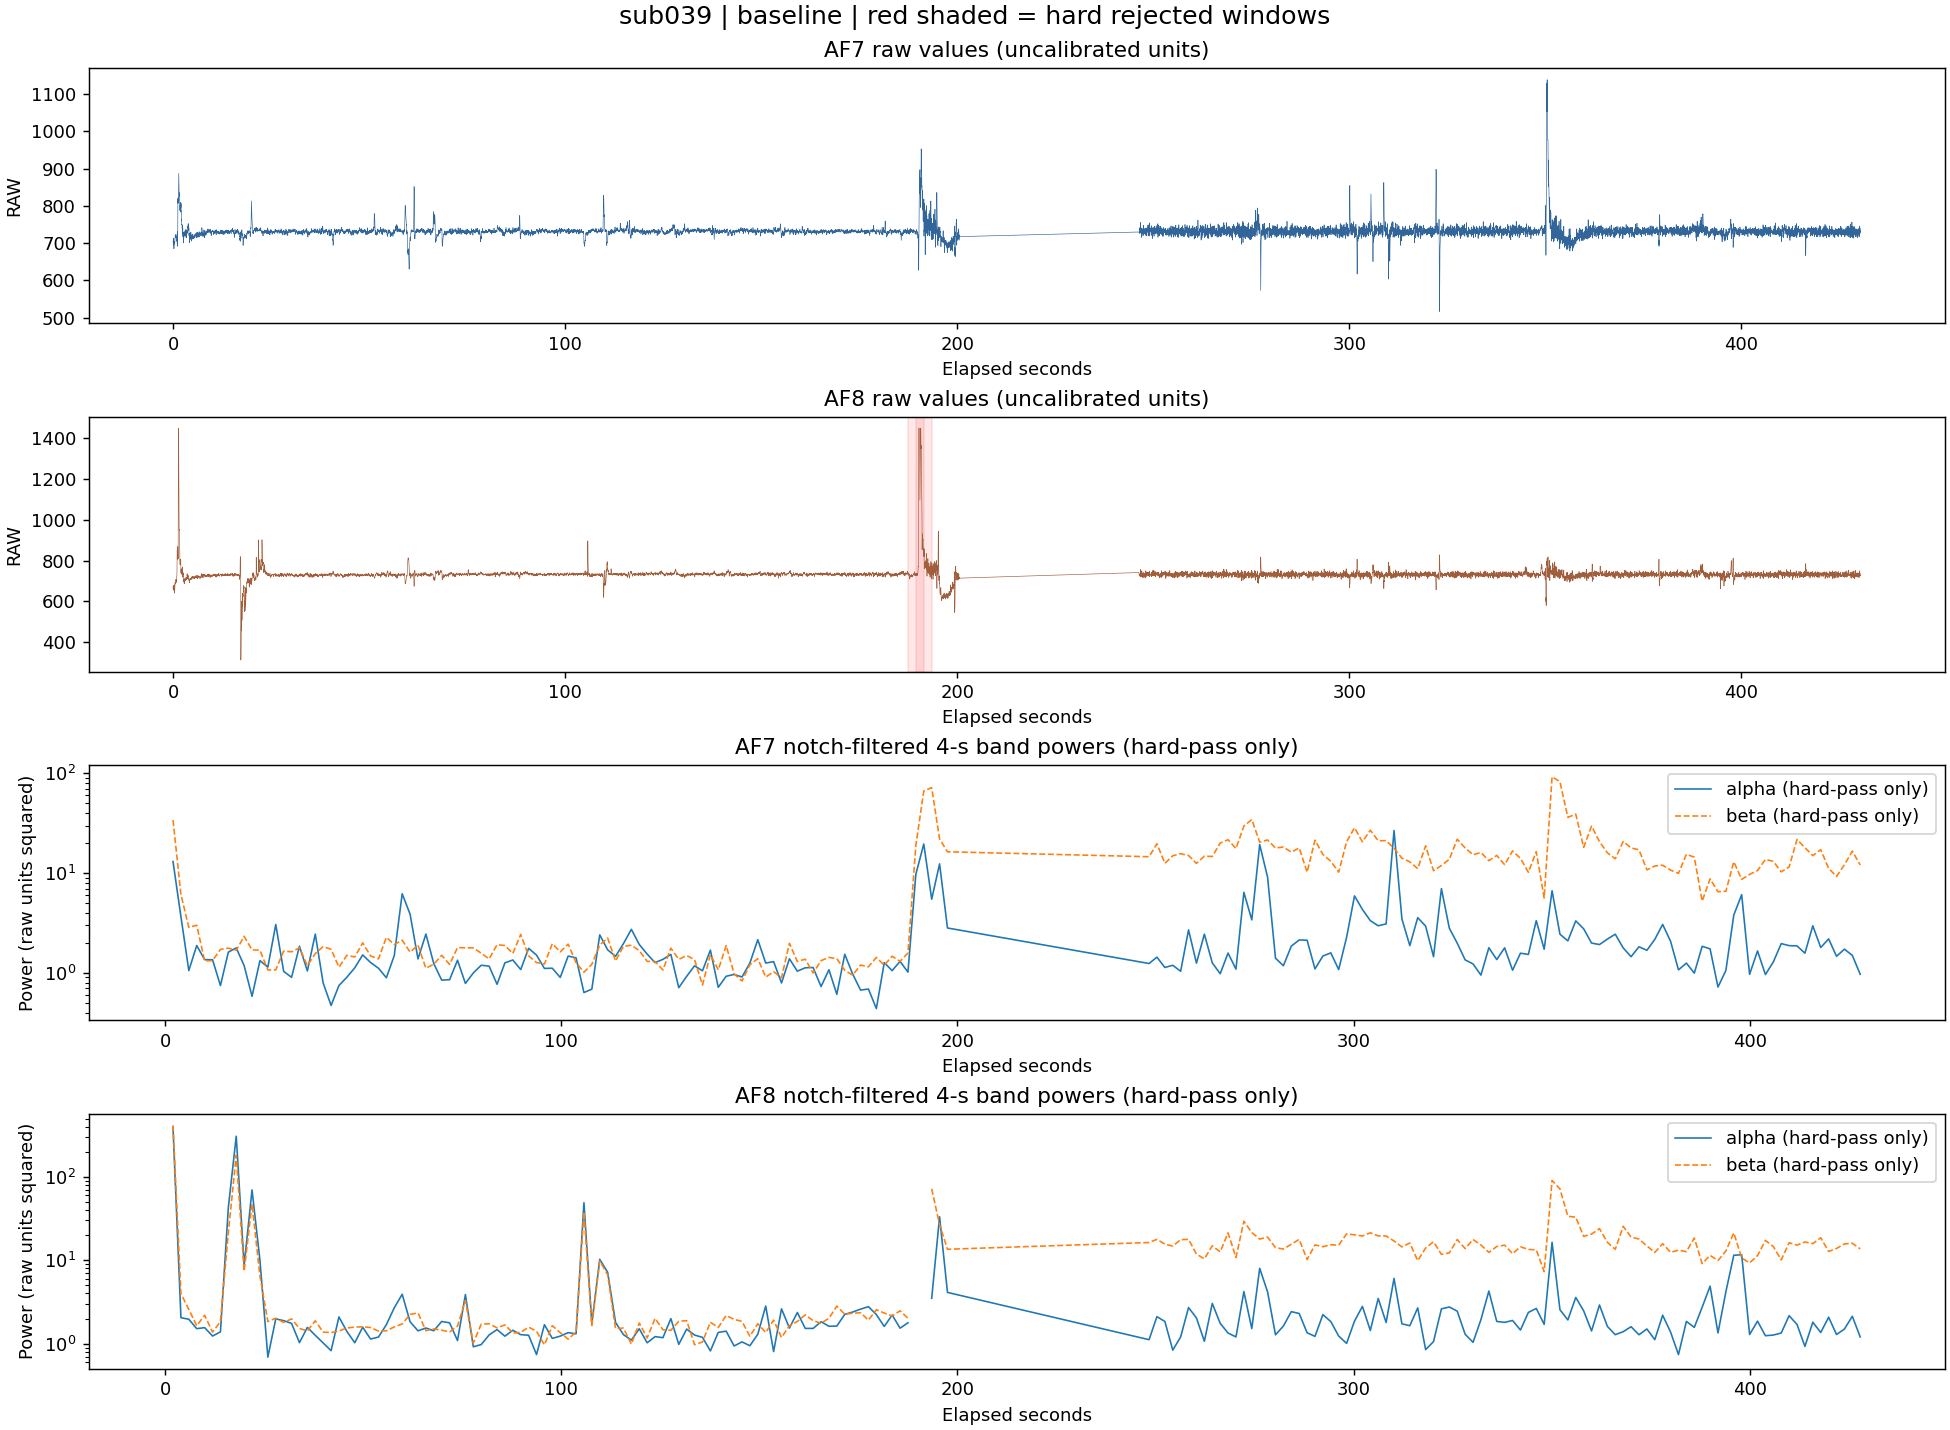 sub039 | baseline | red shaded = hard rejected windows
AF7 raw values (uncalibrated units)
RAW
1100
1000
900
800
700
600
500
0 100 200 300 400
Elapsed seconds
AF8 raw values (uncalibrated units)
RAW
1400
1200
1000
800
600
400
0 100 200 300 400
Elapsed seconds
AF7 notch-filtered 4-s band powers (hard-pass only)
Power (raw units squared)
10²
10¹
10⁰
alpha (hard-pass only)
beta (hard-pass only)
0 100 200 300 400
Elapsed seconds
AF8 notch-filtered 4-s band powers (hard-pass only)
Power (raw units squared)
10²
10¹
10⁰
alpha (hard-pass only)
beta (hard-pass only)
0 100 200 300 400
Elapsed seconds